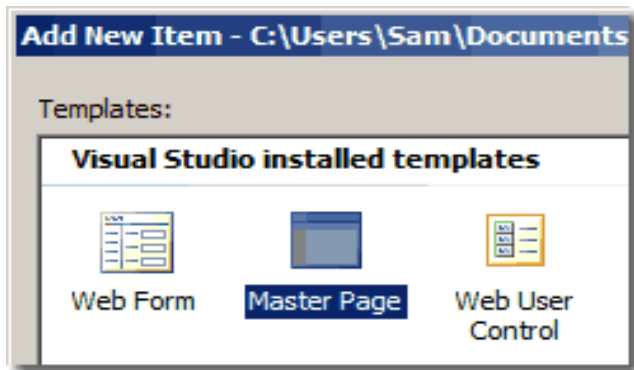 Add New Item - C:\Users\Sam\Documents
Templates:
Visual Studio installed templates
Web Form
Master Page
Web User
Control